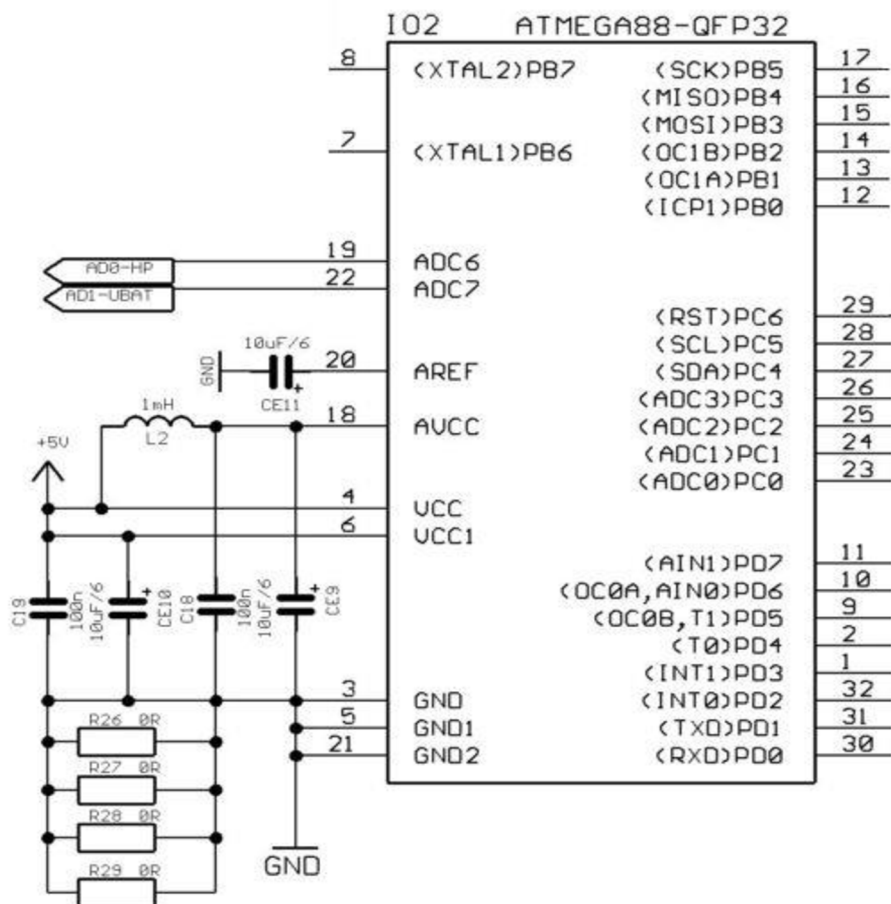 IO2 ATMEGA88-QFP32
8 (XTAL2)PB7 (SCK)PB5 17
(MISO)PB4 16
(MOSI)PB3 15
7 (XTAL1)PB6 (OC1B)PB2 14
(OC1A)PB1 13
(ICP1)PB0 12
AD0-HP 19 ADC6
AD1-UBAT 22 ADC7
(RST)PC6 29
10uF/6 (SCL)PC5 28
GND 20 AREF (SDA)PC4 27
CE11 (ADC3)PC3 26
1mH 18 AVCC (ADC2)PC2 25
L2
+5V (ADC1)PC1 24
(ADC0)PC0 23
4 VCC
6 VCC1
(AIN1)PD7 11
(OC0A,AIN0)PD6 10
C19 100n 10uF/6 CE10 C18 100n 10uF/6 CE9
(OC0B,T1)PD5 9
(T0)PD4 2
(INT1)PD3 1
3 GND (INT0)PD2 32
R26 0R 5 GND1 (TXD)PD1 31
21 GND2 (RXD)PD0 30
R27 0R
R28 0R
R29 0R
GND